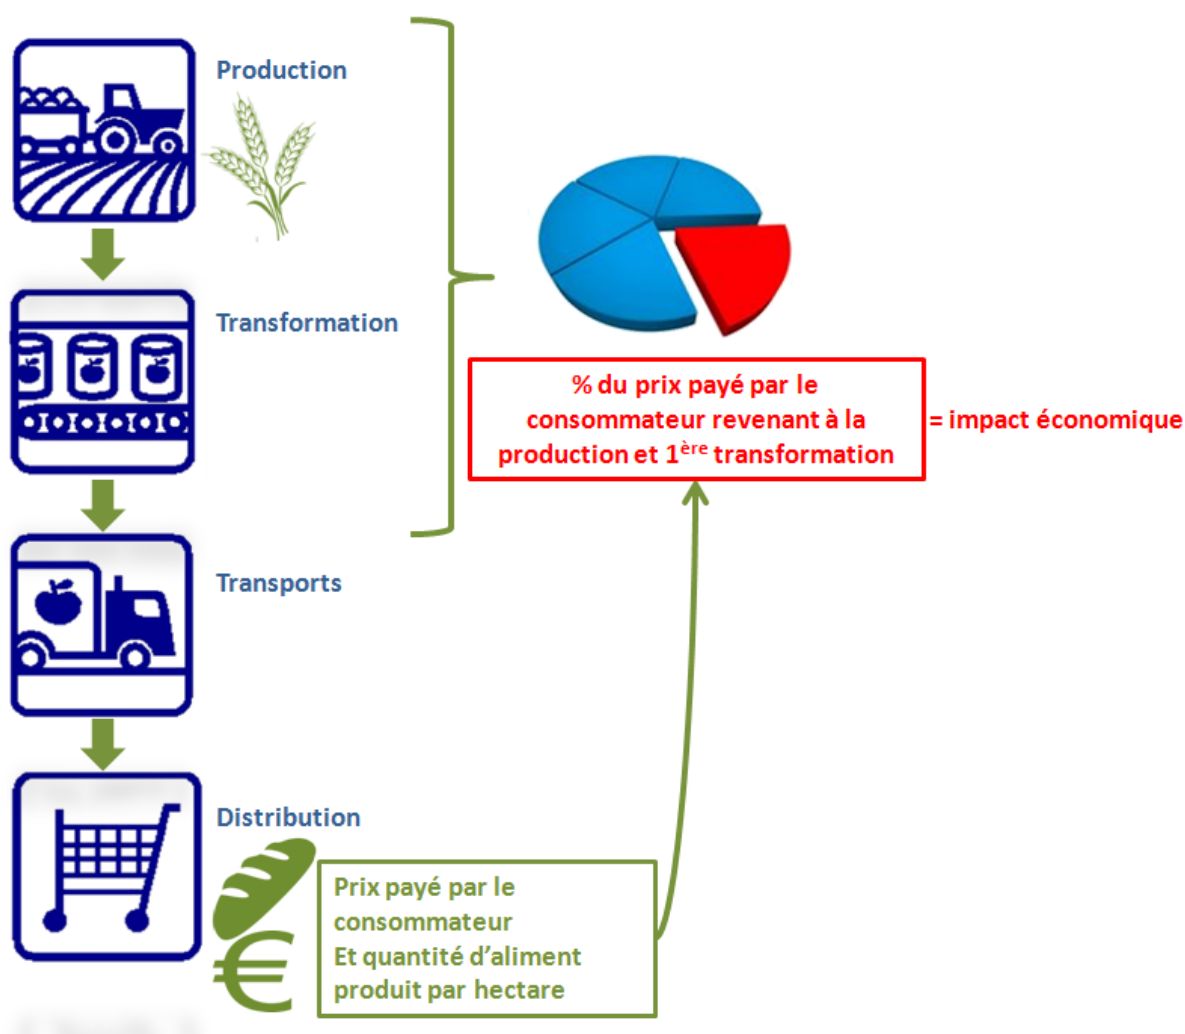 Production
Transformation
% du prix payé par le
consommateur revenant à la
production et 1ère transformation
= impact économique
Transports
Distribution
€
Prix payé par le
consommateur
Et quantité d'aliment
produit par hectare